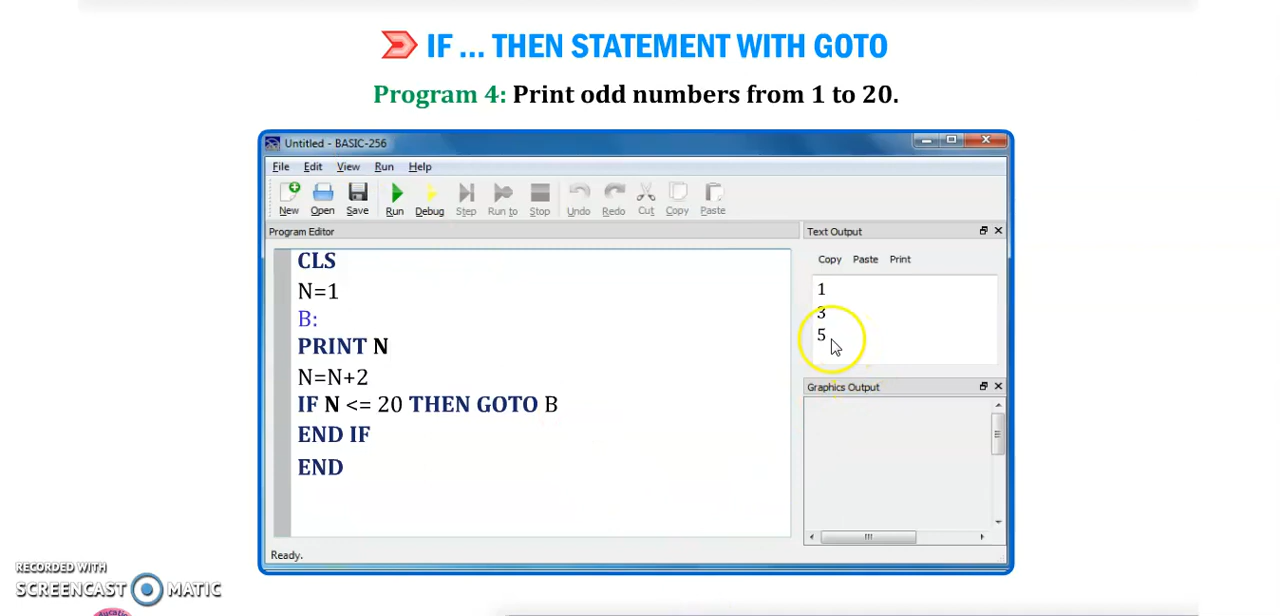 IF ... THEN STATEMENT WITH GOTO
Program 4: Print odd numbers from 1 to 20.
Untitled - BASIC-256
File Edit View Run Help
New Open Save Run Debug Step Run to Stop Undo Redo Cut Copy Paste
Program Editor
Text Output
Copy Paste Print
CLS
N=1
B:
PRINT N
N=N+2
IF N <= 20 THEN GOTO B
END IF
END
1
3
5
Graphics Output
Ready.
RECORDED WITH
SCREENCAST MATIC